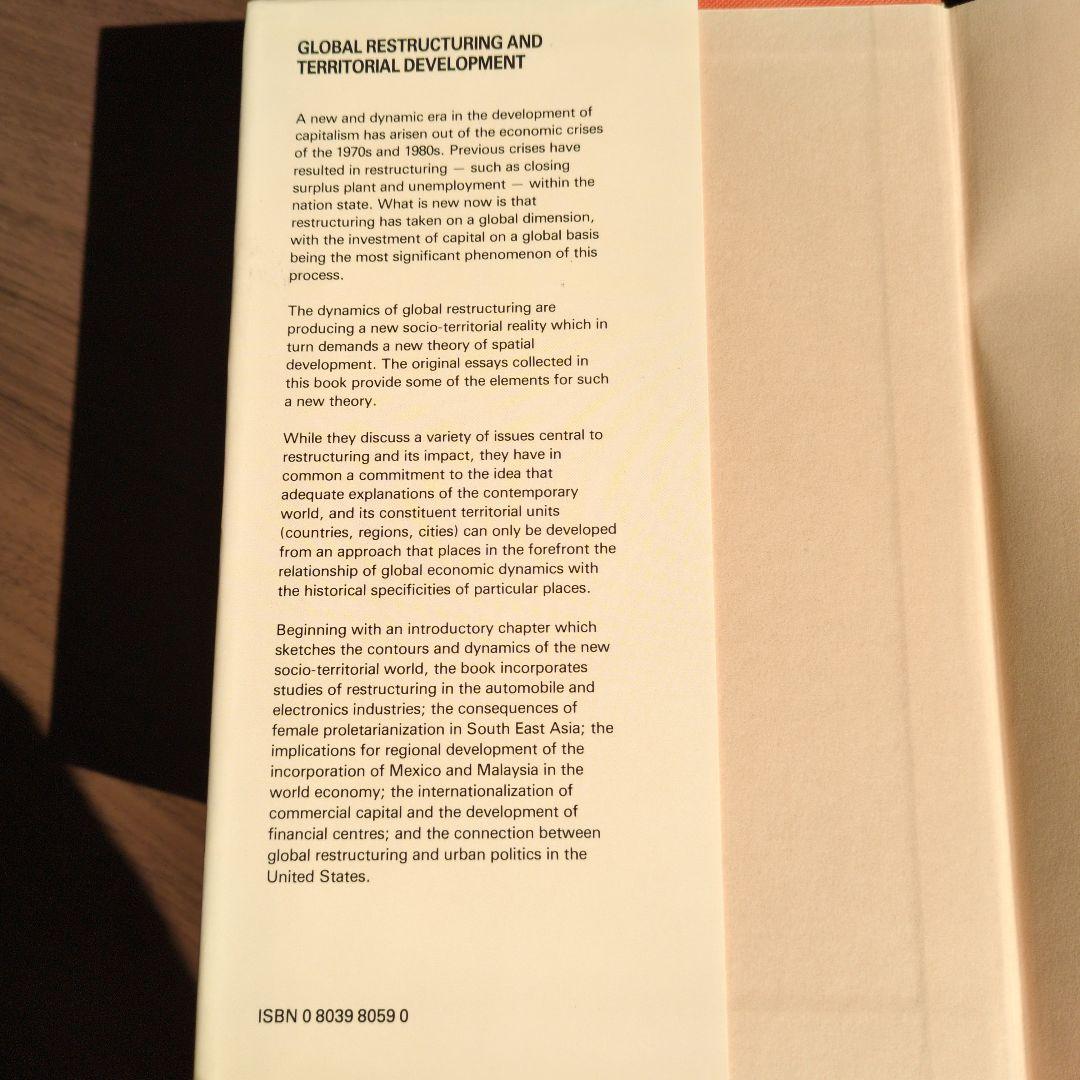 GLOBAL RESTRUCTURING AND
TERRITORIAL DEVELOPMENT
A new and dynamic era in the development of
capitalism has arisen out of the economic crises
of the 1970s and 1980s. Previous crises have
resulted in restructuring — such as closing
surplus plant and unemployment — within the
nation state. What is new now is that
restructuring has taken on a global dimension,
with the investment of capital on a global basis
being the most significant phenomenon of this
process.
The dynamics of global restructuring are
producing a new socio-territorial reality which in
turn demands a new theory of spatial
development. The original essays collected in
this book provide some of the elements for such
a new theory.
While they discuss a variety of issues central to
restructuring and its impact, they have in
common a commitment to the idea that
adequate explanations of the contemporary
world, and its constituent territorial units
(countries, regions, cities) can only be developed
from an approach that places in the forefront the
relationship of global economic dynamics with
the historical specificities of particular places.
Beginning with an introductory chapter which
sketches the contours and dynamics of the new
socio-territorial world, the book incorporates
studies of restructuring in the automobile and
electronics industries; the consequences of
female proletarianization in South East Asia; the
implications for regional development of the
incorporation of Mexico and Malaysia in the
world economy; the internationalization of
commercial capital and the development of
financial centres; and the connection between
global restructuring and urban politics in the
United States.
ISBN 0 8039 8059 0